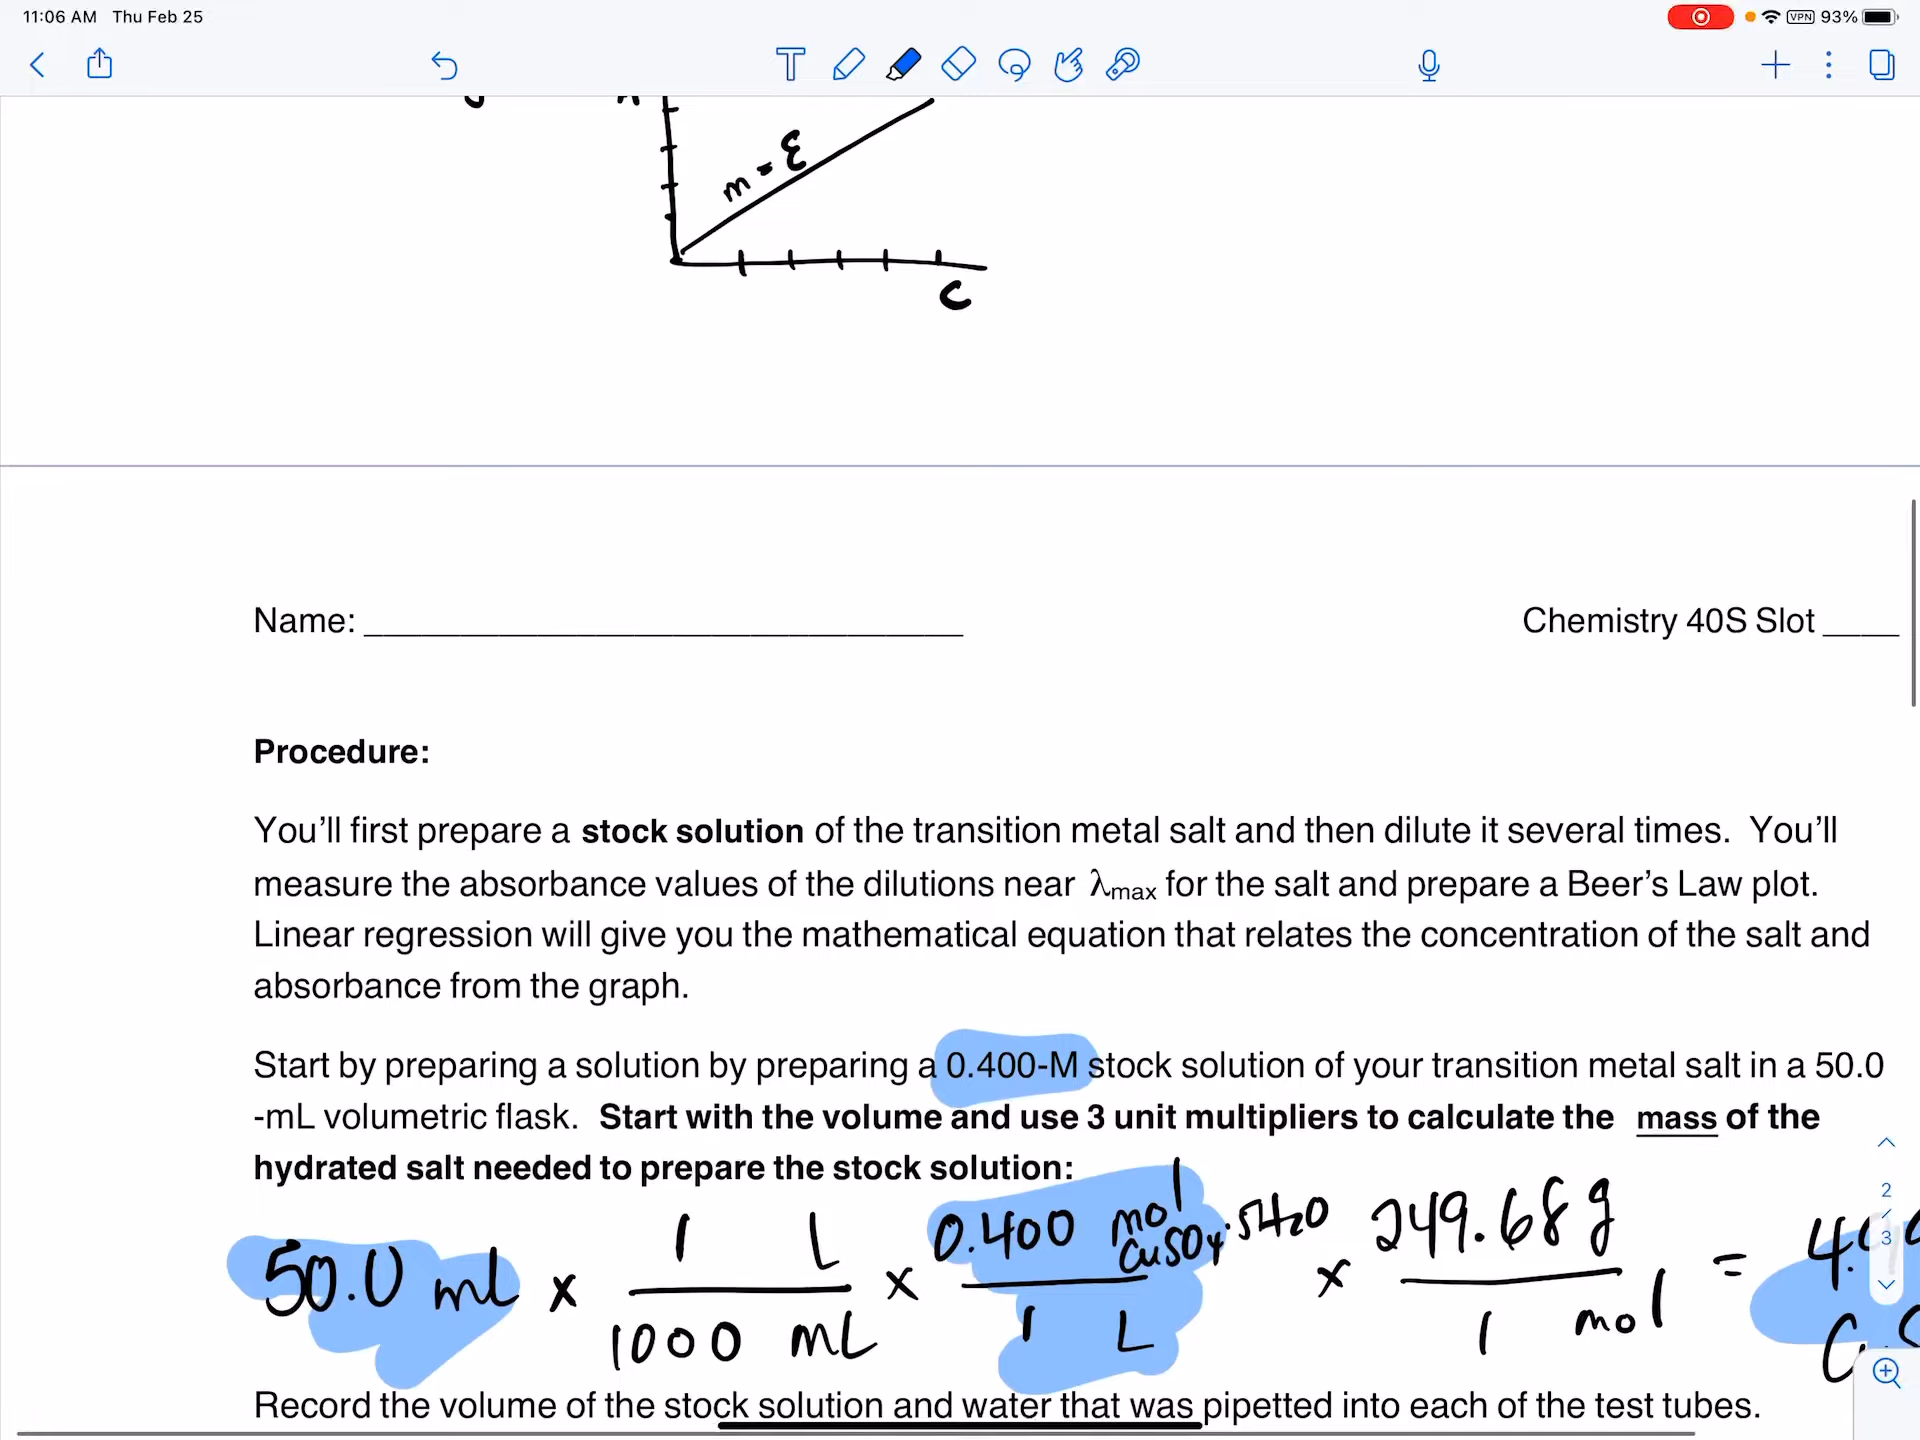 11:06 AM Thu Feb 25
VPN 93%
m = ε
C
Name: ____________________________ Chemistry 40S Slot ____
Procedure:
You'll first prepare a stock solution of the transition metal salt and then dilute it several times. You'll
measure the absorbance values of the dilutions near λmax for the salt and prepare a Beer's Law plot.
Linear regression will give you the mathematical equation that relates the concentration of the salt and
absorbance from the graph.
Start by preparing a solution by preparing a 0.400-M stock solution of your transition metal salt in a 50.0
-mL volumetric flask. Start with the volume and use 3 unit multipliers to calculate the mass of the
hydrated salt needed to prepare the stock solution:
50.0 ml x 1 L / 1000 mL x 0.400 mol CuSO4·5H2O / 1 L x 249.68 g / 1 mol =
2
3
Record the volume of the stock solution and water that was pipetted into each of the test tubes.